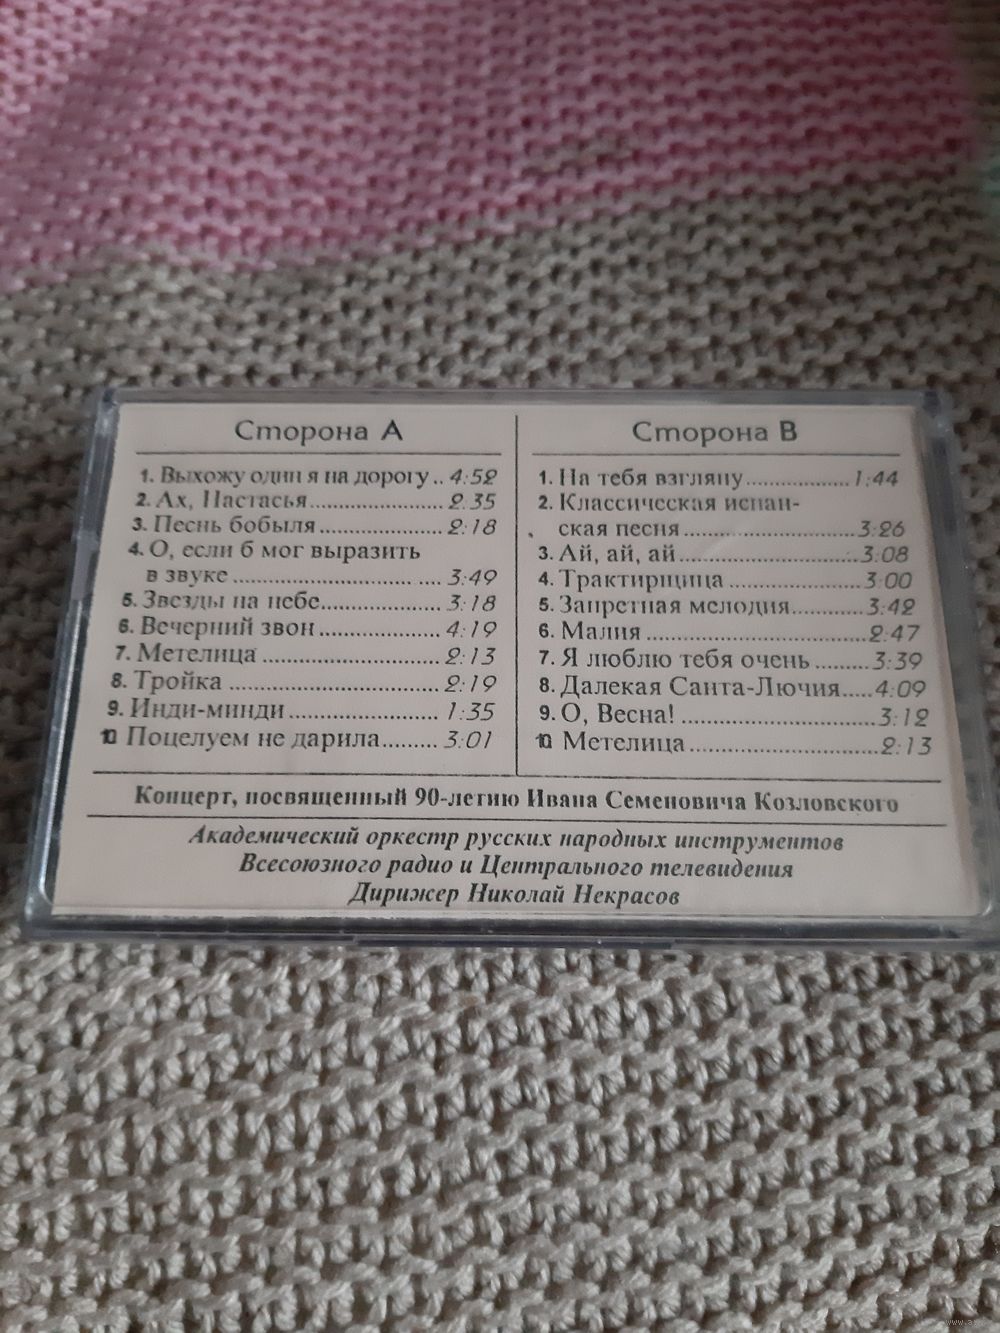 Сторона А
1. Выхожу один я на дорогу.. 4:52
2. Ах, Настасья........................ 2:35
3. Песнь бобыля...................... 2:18
4. О, если б мог выразить
в звуке ............................ .... 3:49
5. Звезды на небе.................... 3:18
6. Вечерний звон.................... 4:19
7. Метелица ............................ 2:13
8. Тройка ................................. 2:19
9. Инди-минди........................ 1:35
10 Поцелуем не дарила......... 3:01
Сторона В
1. На тебя взгляну.................. 1:44
2. Классическая испан-
ская песня ........................3:26
3. Ай, ай, ай..........................3:08
4. Трактирщица .................. 3:00
5. Запретная мелодия..........3:42
6. Малия ..............................2:47
7. Я люблю тебя очень ........3:39
8. Далекая Санта-Лючия.....4:09
9. О, Весна! ..........................3:12
10 Метелица.........................2:13
Концерт, посвященный 90-летию Ивана Семеновича Козловского
Академический оркестр русских народных инструментов
Всесоюзного радио и Центрального телевидения
Дирижер Николай Некрасов